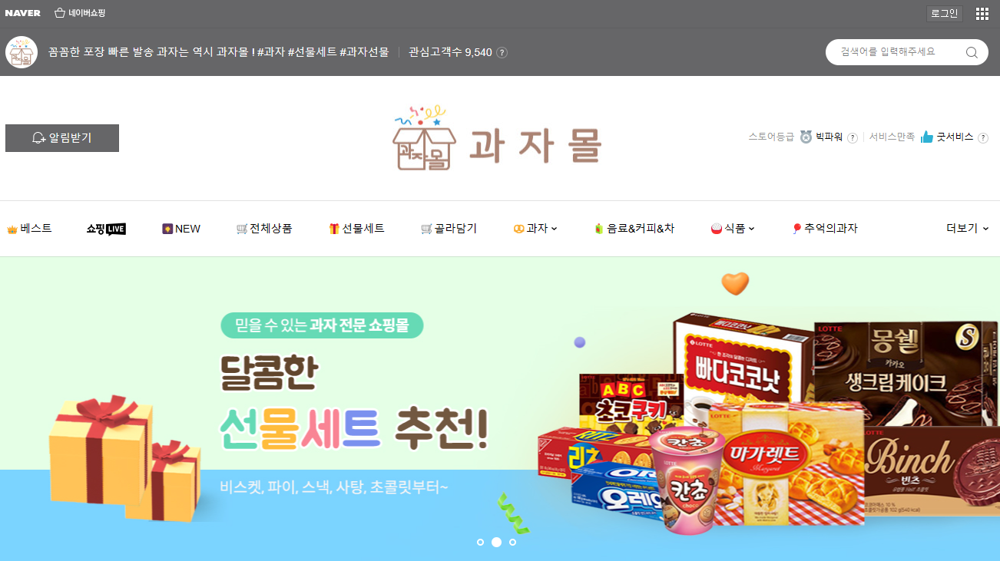 NAVER 네이버쇼핑 로그인
꼼꼼한 포장 빠른 발송 과자는 역시 과자몰 ! #과자 #선물세트 #과자선물 관심고객수 9,540 ?
검색어를 입력해주세요
알림받기
과자몰
과 자 몰
스토어등급 빅파워 ? 서비스만족 굿서비스 ?
베스트 쇼핑LIVE NEW 전체상품 선물세트 골라담기 과자 음료&커피&차 식품 추억의과자 더보기
믿을 수 있는 과자 전문 쇼핑몰
달콤한
선물세트 추천!
비스켓, 파이, 스낵, 사탕, 초콜릿부터~
LOTTE
빠다코코낫
LOTTE
몽쉘
카카오
생크림케이크
S
ABC
초코쿠키
RITZ
리츠
오레
칸쵸
LOTTE
칸쵸
choco
LOTTE
마가렛트
Margaret
LOTTE
Binch
빈츠